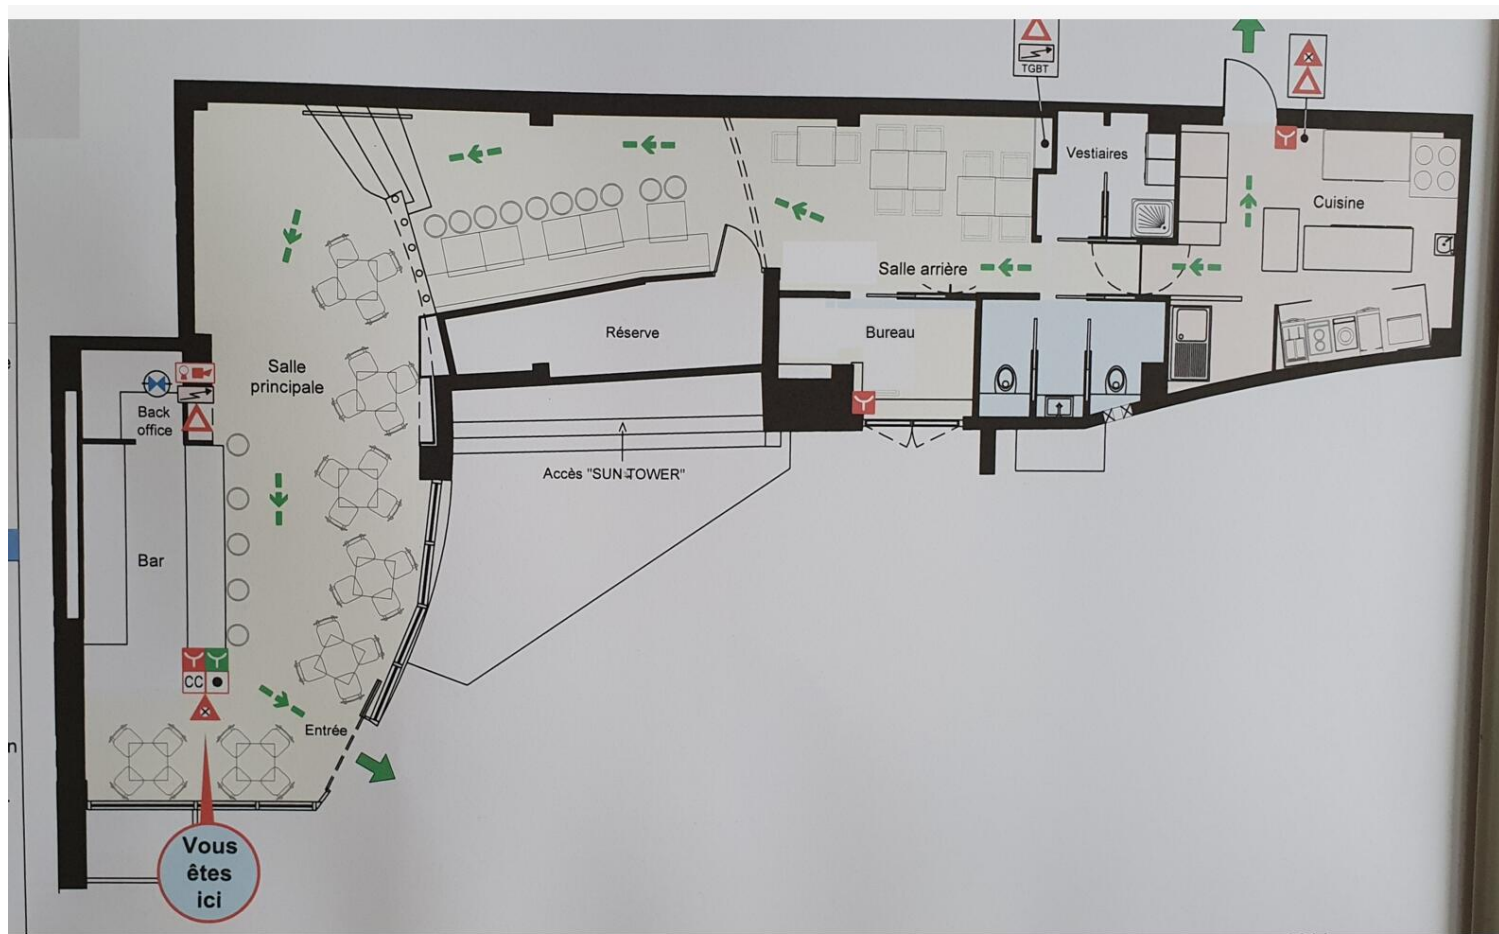 TGBT
Vestiaires
Cuisine
Salle arrière
Réserve
Bureau
Salle
principale
Back
office
Accès "SUN TOWER"
Bar
CC
Entrée
Vous
êtes
ici